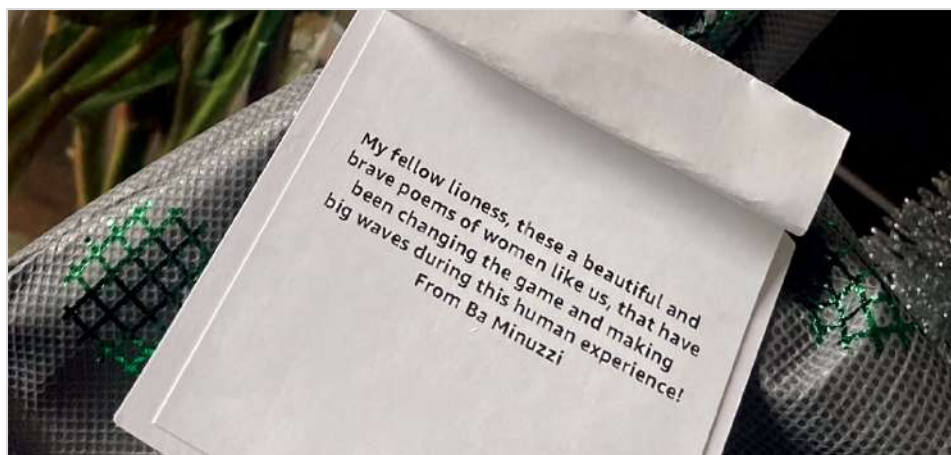 My fellow lioness, these a beautiful and
brave poems of women like us, that have
been changing the game and making
big waves during this human experience!
From Ba Minuzzi